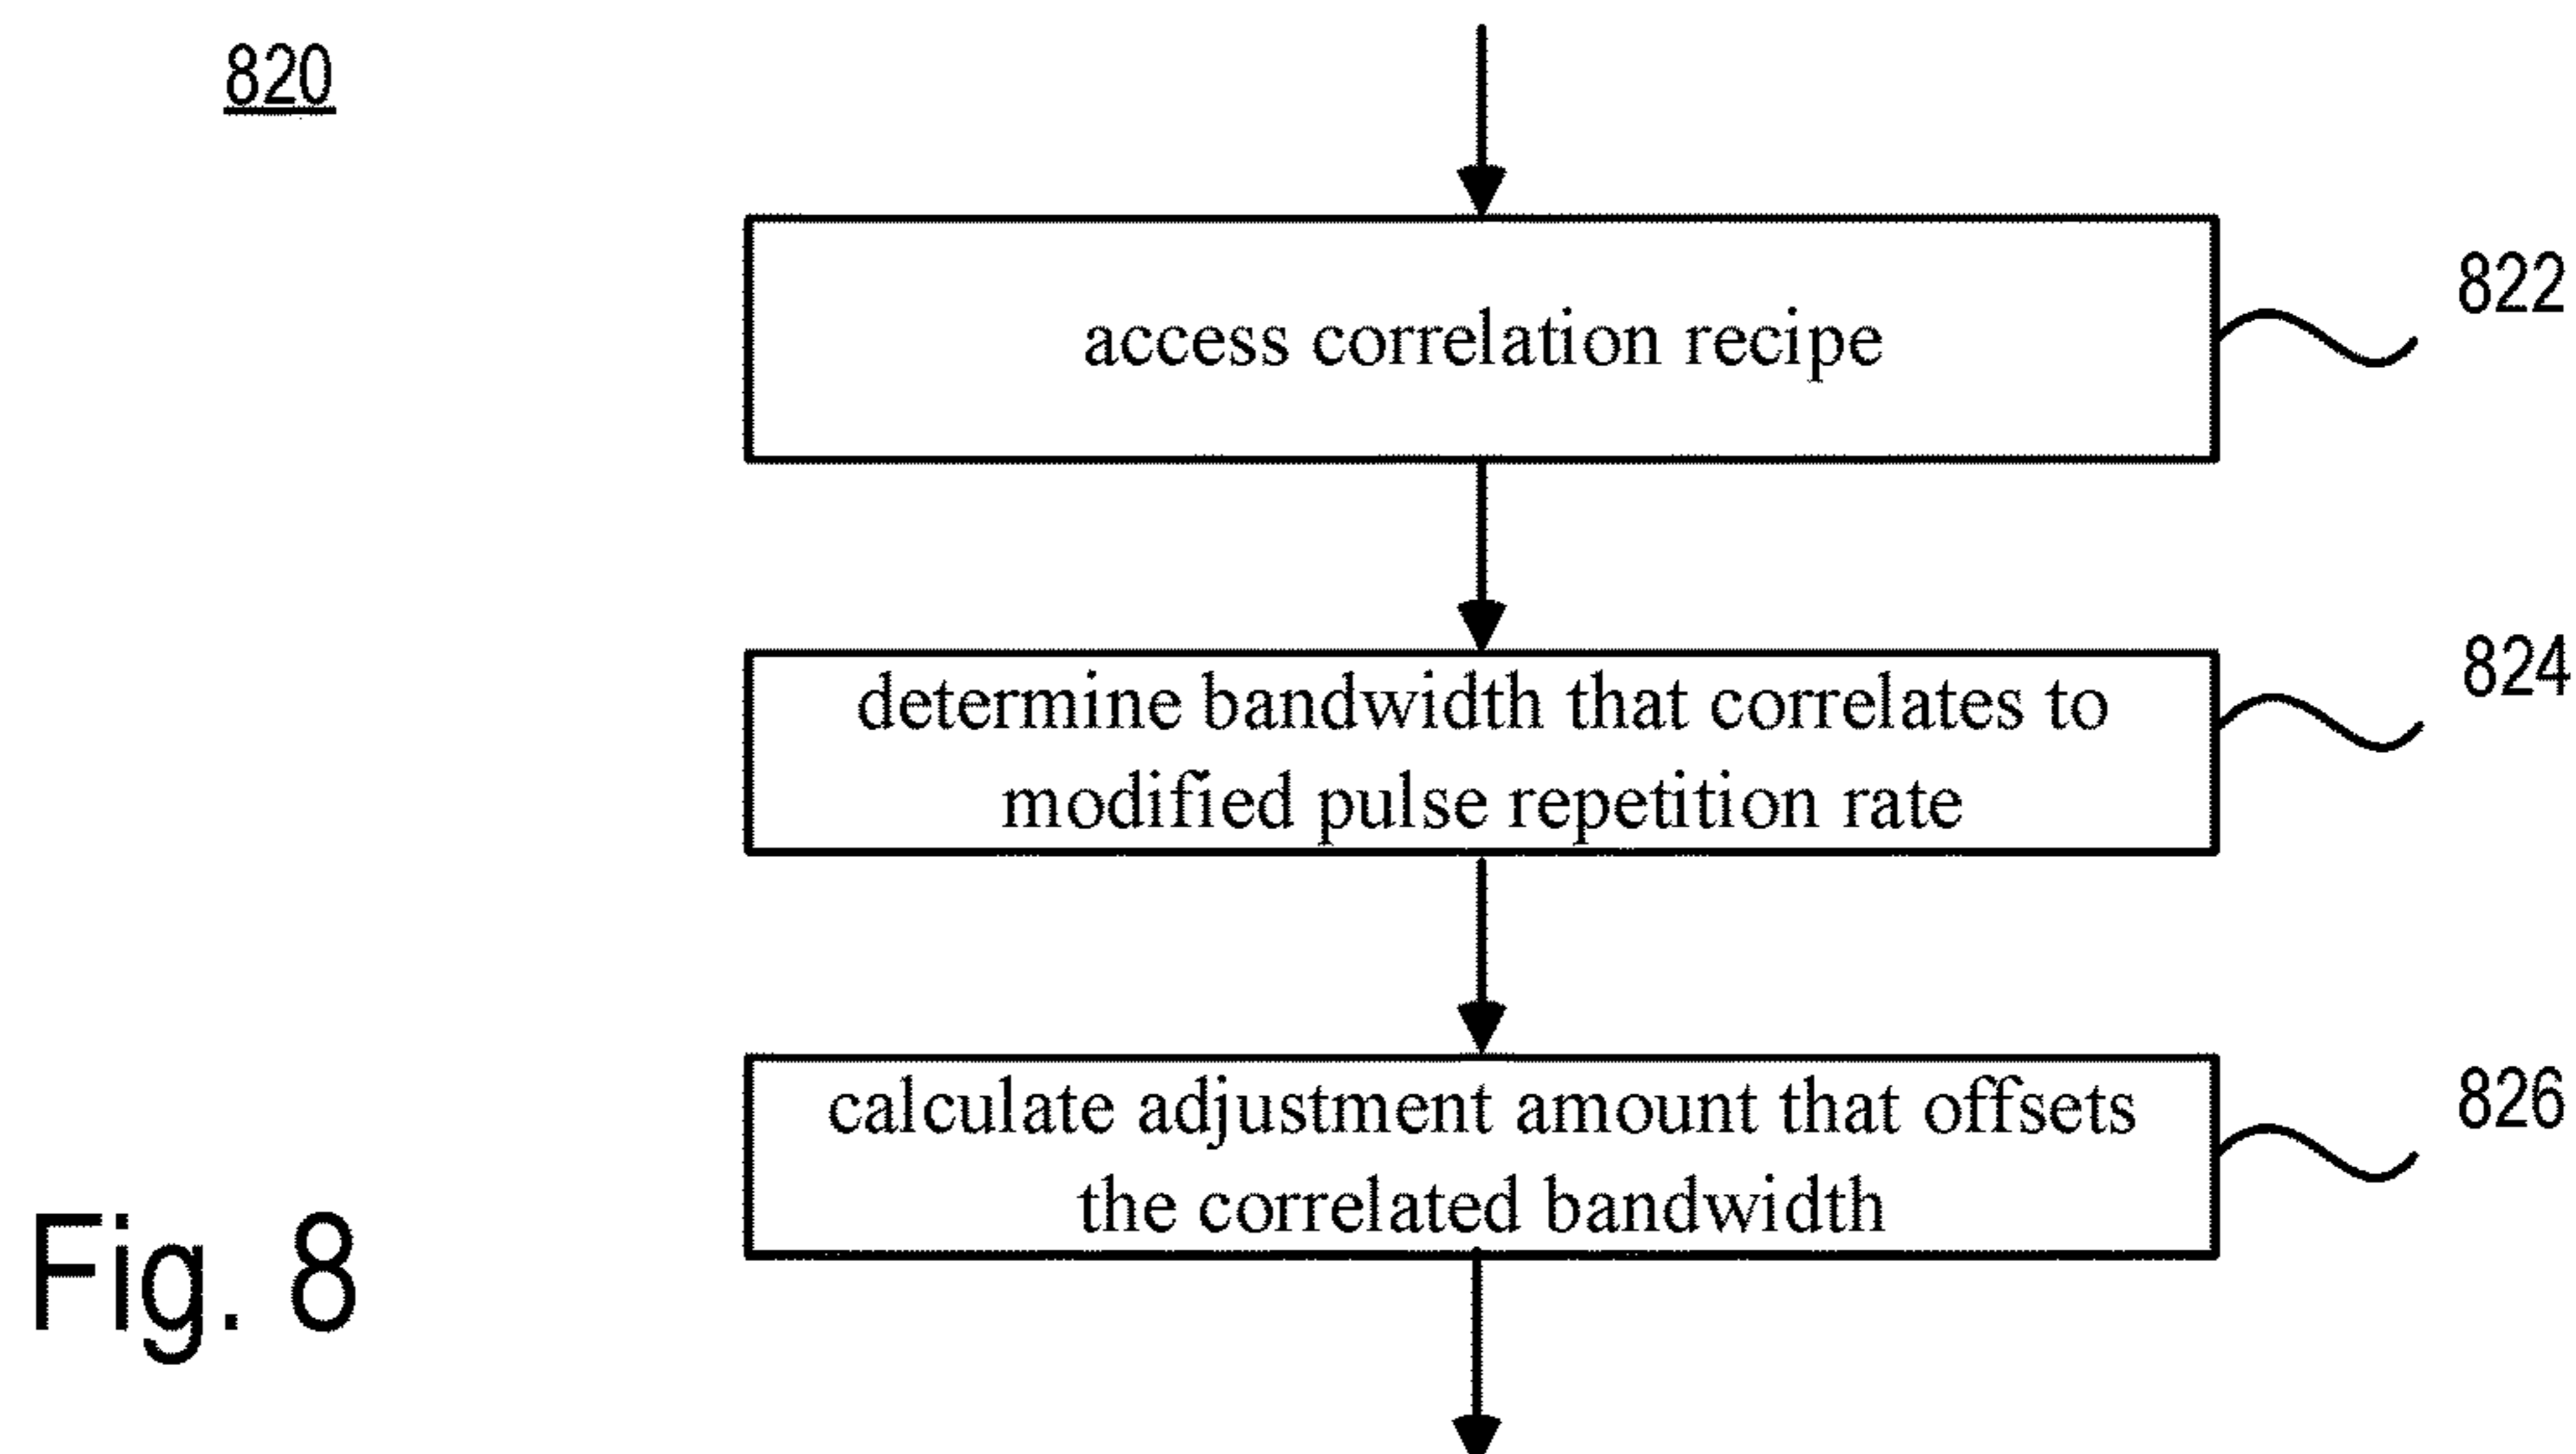 820
access correlation recipe
822
determine bandwidth that correlates to
modified pulse repetition rate
824
calculate adjustment amount that offsets
the correlated bandwidth
826
Fig. 8